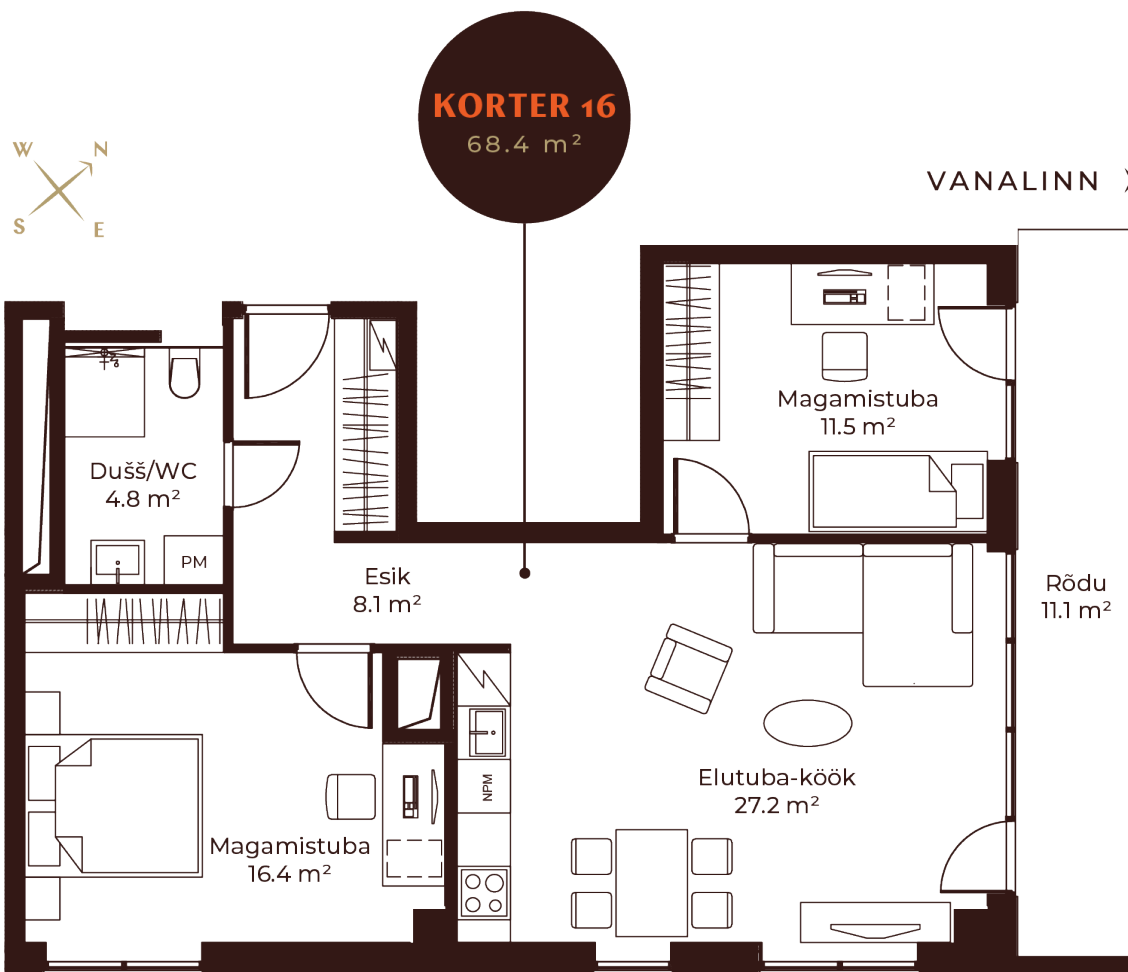 KORTER 16
68.4 m²
W N
S E
VANALINN
Magamistuba
11.5 m²
Dušš/WC
4.8 m²
PM
Esik
8.1 m²
Rõdu
11.1 m²
Elutuba-köök
27.2 m²
NPM
Magamistuba
16.4 m²